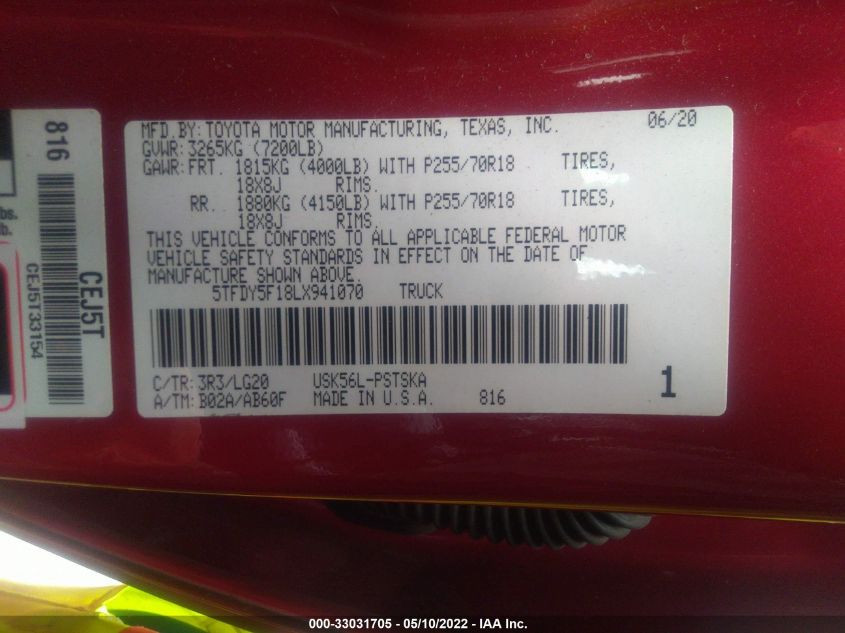 816
lbs.
lb.
CEJ5T
CEJ5T33154
MFD.BY: TOYOTA MOTOR MANUFACTURING, TEXAS, INC. 06/20
GVWR: 3265KG (7200LB)
GAWR: FRT. 1815KG (4000LB) WITH P255/70R18 TIRES,
18X8J RIMS.
RR. 1880KG (4150LB) WITH P255/70R18 TIRES,
18X8J RIMS.
THIS VEHICLE CONFORMS TO ALL APPLICABLE FEDERAL MOTOR
VEHICLE SAFETY STANDARDS IN EFFECT ON THE DATE OF
MANUFACTURE SHOWN ABOVE.
5TFDY5F18LX941070 TRUCK
C/TR: 3R3/LG20 USK56L-PSTSKA
A/TM: B02A/AB60F MADE IN U.S.A. 816
1
000-33031705 - 05/10/2022 - IAA Inc.